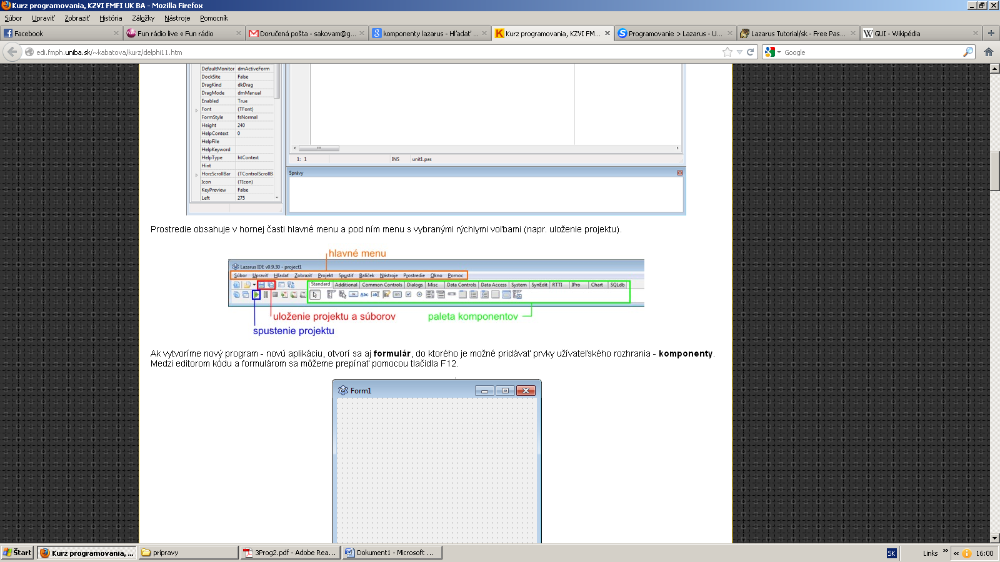 Kurz programovania, KZVI FMFI UK BA - Mozilla Firefox
Súbor Upraviť Zobraziť História Záložky Nástroje Pomocník
Facebook
Fun rádio live « Fun rádio
Doručená pošta - sakovam@g...
komponenty lazarus - Hľadať ...
Kurz programovania, KZVI FM...
Programovanie > Lazarus - U...
Lazarus Tutorial/sk - Free Pas...
GUI - Wikipédia
edi.fmph.uniba.sk/~kabatova/kurz/delphi11.htm
Google
DefaultMonitor dmActiveForm
DockSite False
DragKind dkDrag
DragMode dmManual
Enabled True
Font (TFont)
FormStyle fsNormal
Height 240
HelpContext 0
HelpFile
HelpKeyword
HelpType htContext
Hint
HorzScrollBar (TControlScrollB
Icon (TIcon)
KeyPreview False
Left 275
1: 1 INS unit1.pas
Správy
Prostredie obsahuje v hornej časti hlavné menu a pod ním menu s vybranými rýchlymi voľbami (napr. uloženie projektu).
hlavné menu
Lazarus IDE v0.9.30 - project1
Súbor Upraviť Hľadať Zobraziť Projekt Spustiť Balíček Nástroje Prostredie Okno Pomoc
Standard Additional Common Controls Dialogs Misc Data Controls Data Access System SynEdit RTTI IPro Chart SQLdb
Ok Abc ab
uloženie projektu a súborov
paleta komponentov
spustenie projektu
Ak vytvoríme nový program - novú aplikáciu, otvorí sa aj formulár, do ktorého je možné pridávať prvky užívateľského rozhrania - komponenty.
Medzi editorom kódu a formulárom sa môžeme prepínať pomocou tlačidla F12.
Form1
Štart
Kurz programovania, ...
prípravy
3Prog2.pdf - Adobe Rea...
Dokument1 - Microsoft ...
SK
Links »
«
16:00